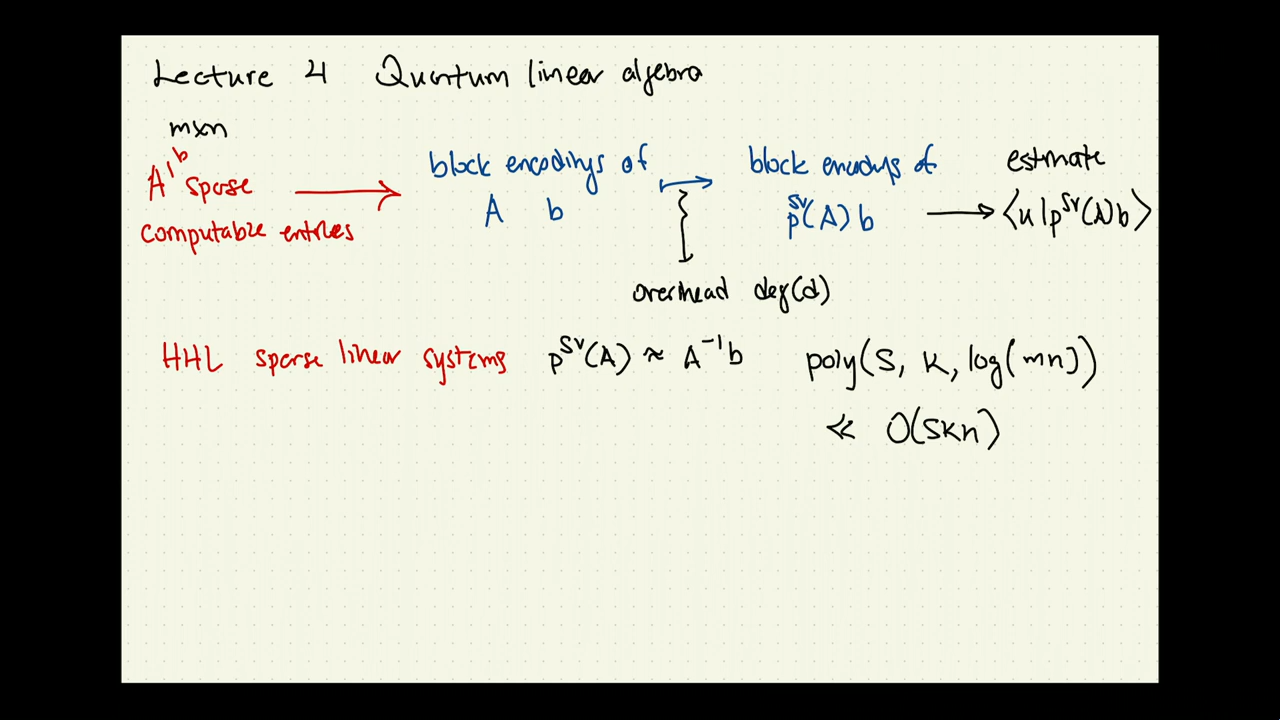 Lecture 4 Quantum linear algebra
mxn
A, b sparse
computable entries
block encodings of
A b
block encodings of
p^SV(A) b
estimate
⟨u|p^SV(A)b⟩
overhead deg(d)
HHL sparse linear systems p^SV(A) ≈ A^-1 b poly(S, K, log(mn))
≪ O(SKn)